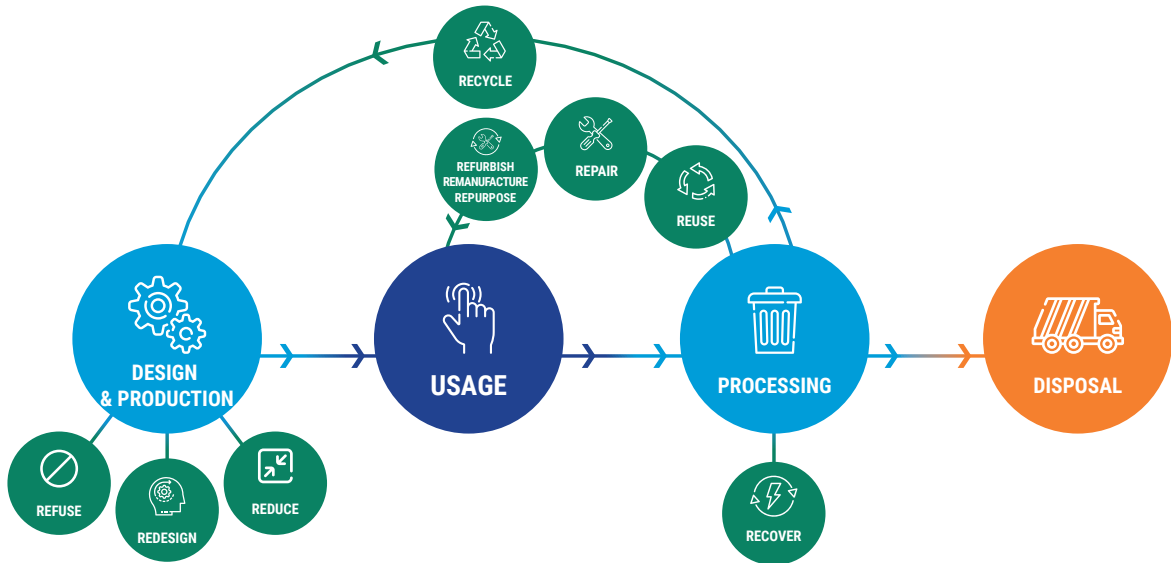 RECYCLE
REFURBISH
REMANUFACTURE
REPURPOSE
REPAIR
REUSE
DESIGN
& PRODUCTION
USAGE
PROCESSING
DISPOSAL
REFUSE
REDESIGN
REDUCE
RECOVER